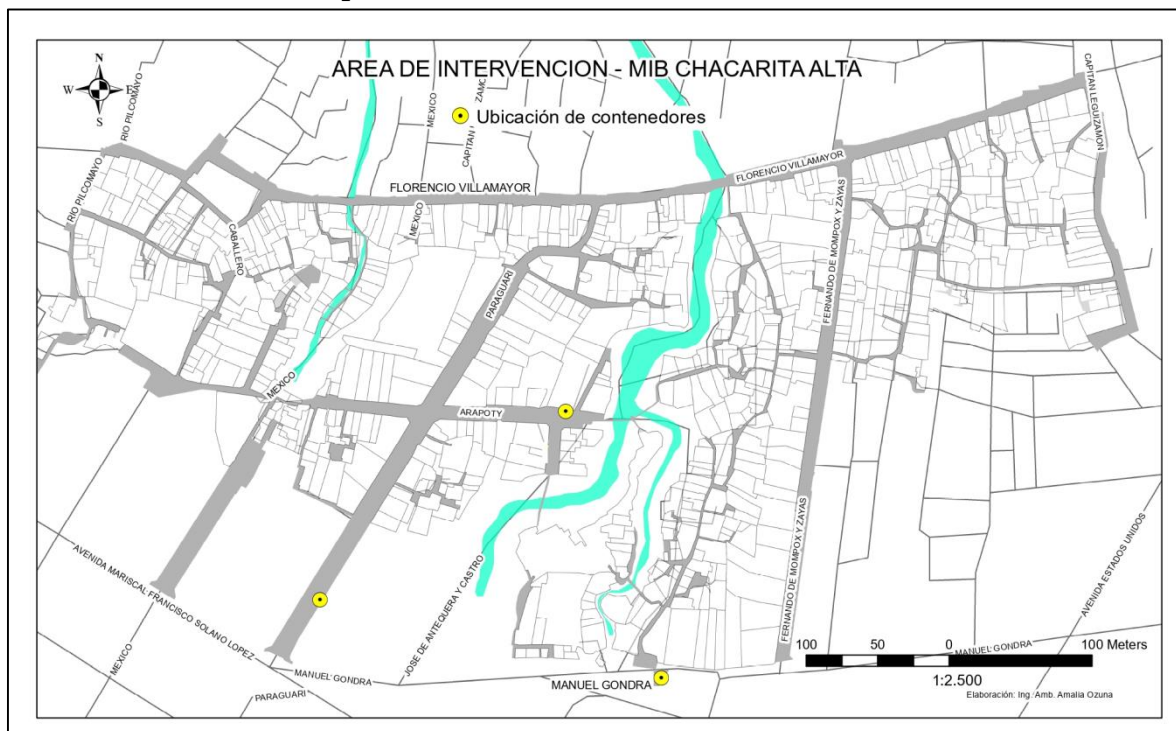 AREA DE INTERVENCION - MIB CHACARITA ALTA
N
W
E
S
Ubicación de contenedores
RIO PILCOMAYO
MEXICO
CAPITAN
ZAMO
CAPITAN LEGUIZAMON
FLORENCIO VILLAMAYOR
FLORENCIO VILLAMAYOR
RIO PILCOMAYO
CABALLERO
MEXICO
PARAGUARI
FERNANDO DE MOMPOX Y ZAYAS
MEXICO
ARAPOTY
AVENIDA MARISCAL FRANCISCO SOLANO LOPEZ
JOSE DE ANTEQUERA Y CASTRO
FERNANDO DE MOMPOX Y ZAYAS
AVENIDA ESTADOS UNIDOS
MEXICO
MANUEL GONDRA
PARAGUARI
MANUEL GONDRA
MANUEL GONDRA
100 50 0 100 Meters
1:2.500
Elaboración: Ing. Amb. Amalia Ozuna